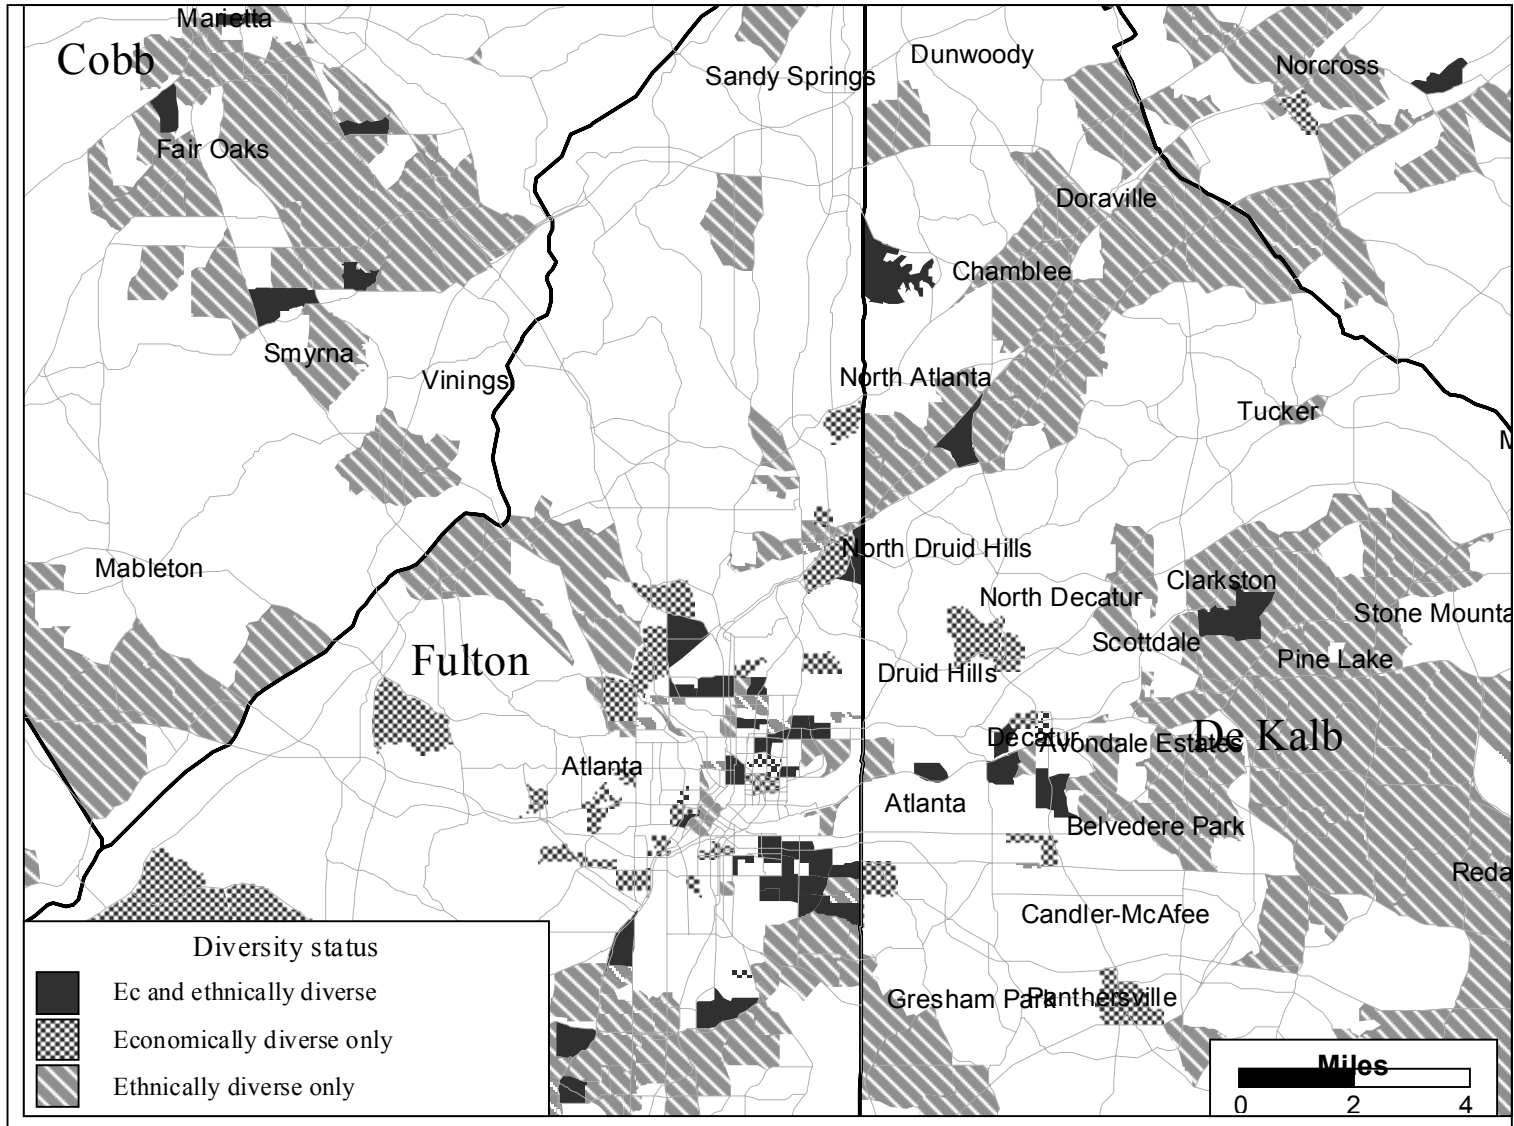 Marietta
Cobb
Dunwoody
Sandy Springs
Norcross
Fair Oaks
Doraville
Chamblee
Smyrna
Vinings
North Atlanta
Tucker
M
North Druid Hills
Mableton
Clarkston
North Decatur
Stone Mounta
Scottdale
Fulton
Druid Hills
Pine Lake
Decatur
Avondale Estates
De Kalb
Atlanta
Atlanta
Belvedere Park
Reda
Candler-McAfee
Gresham Park
Panthersville
Diversity status
Ec and ethnically diverse
Economically diverse only
Ethnically diverse only
Miles
0 2 4